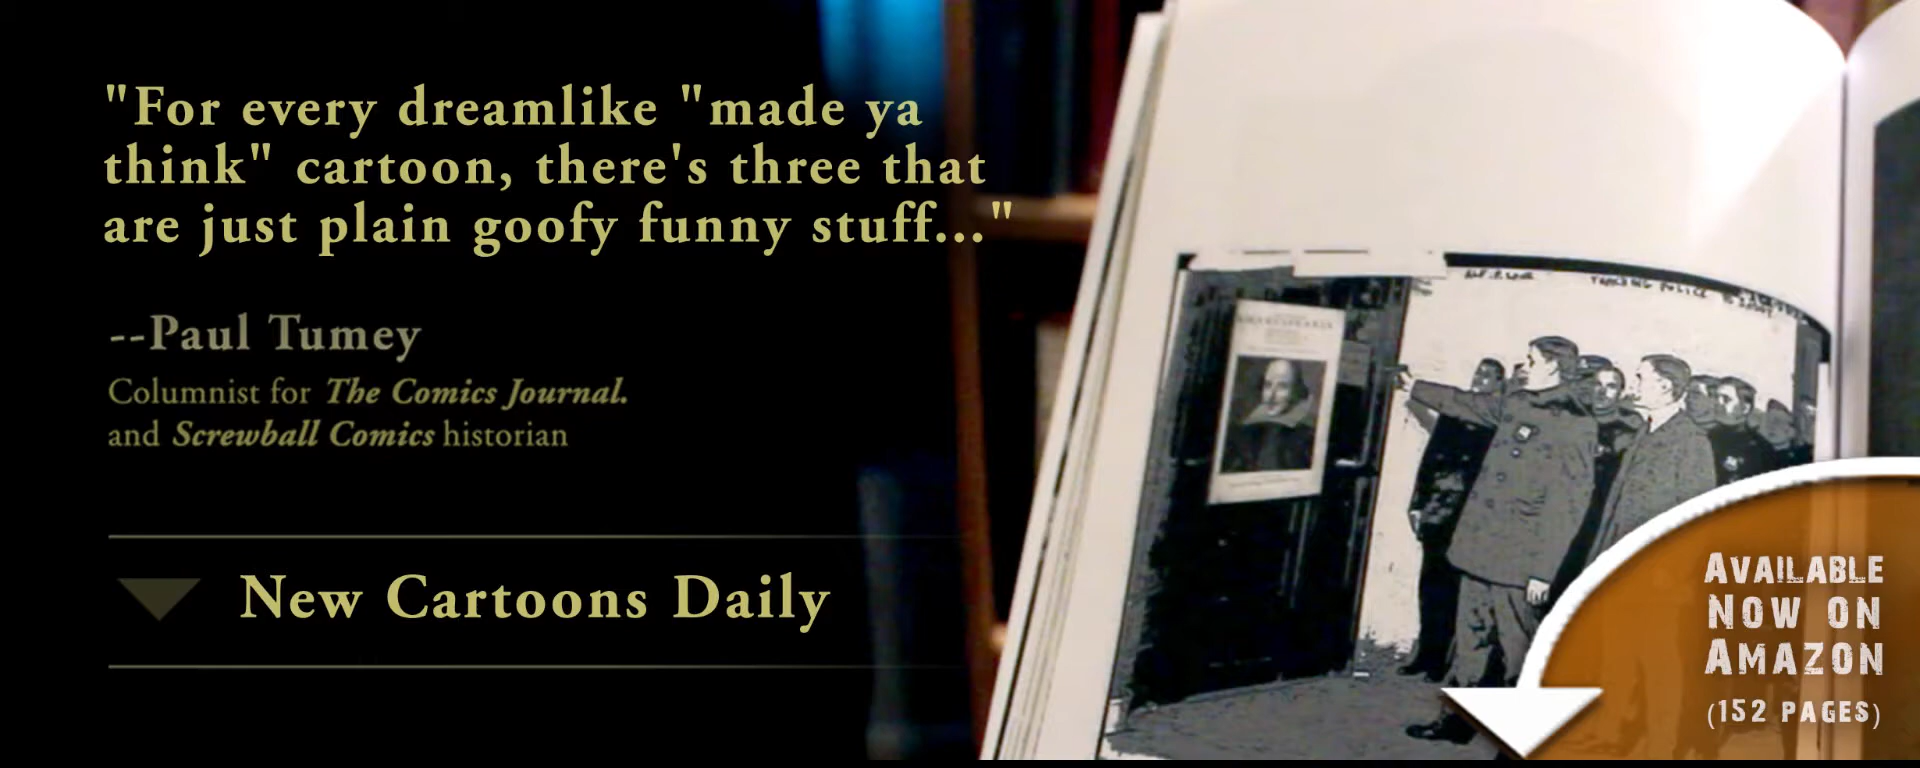 "For every dreamlike "made ya
think" cartoon, there's three that
are just plain goofy funny stuff..."
--Paul Tumey
Columnist for The Comics Journal.
and Screwball Comics historian
New Cartoons Daily
Available
Now on
Amazon
(152 pages)